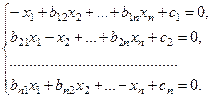 − x₁ + b₁₂x₂ + ... + b₁ₙxₙ + c₁ = 0,
b₂₁x₁ − x₂ + ... + b₂ₙxₙ + c₂ = 0,
..............................................
bₙ₁x₁ + bₙ₂x₂ + ... − xₙ + cₙ = 0.